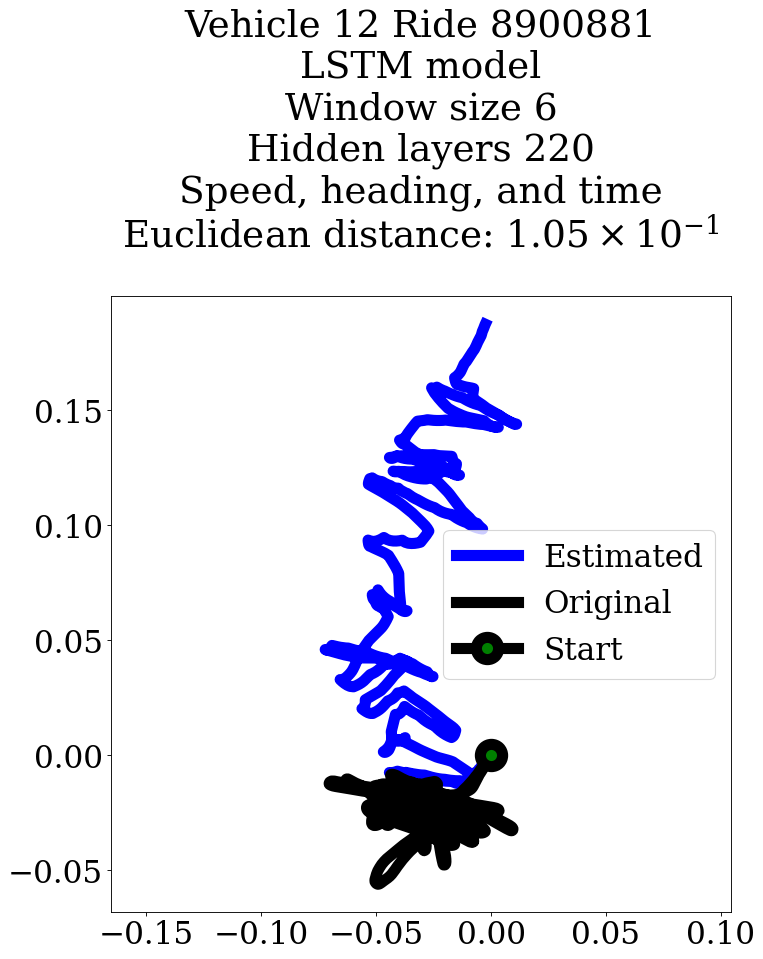 Vehicle 12 Ride 8900881
LSTM model
Window size 6
Hidden layers 220
Speed, heading, and time
Euclidean distance: 1.05 × 10⁻¹
0.15
0.10
0.05
0.00
−0.05
Estimated
Original
Start
−0.15 −0.10 −0.05 0.00 0.05 0.10